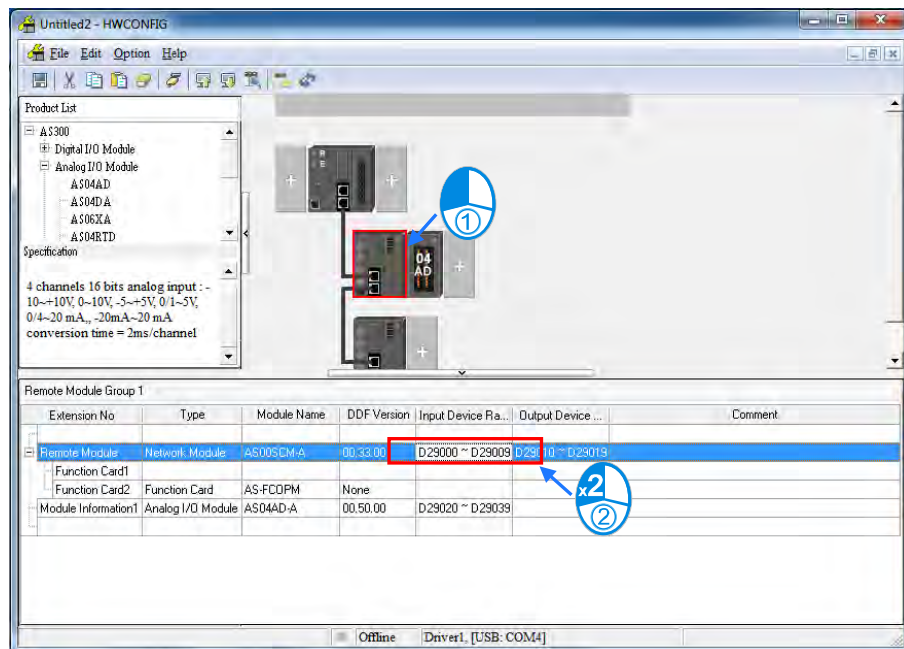 Untitled2 - HWCONFIG
File Edit Option Help
Product List
AS300
Digital I/O Module
Analog I/O Module
AS04AD
AS04DA
AS06XA
AS04RTD
Specification
4 channels 16 bits analog input : -
10~+10V, 0~10V, -5~+5V, 0/1~5V,
0/4~20 mA,, -20mA~20 mA
conversion time = 2ms/channel
1
04
AD
Remote Module Group 1
Extension No Type Module Name DDF Version Input Device Ra... Output Device ... Comment
Remote Module Network Module AS00SCM-A 00.33.00 D29000 ~ D29009 D29010 ~ D29019
Function Card1
Function Card2 Function Card AS-FCOPM None
Module Information1 Analog I/O Module AS04AD-A 00.50.00 D29020 ~ D29039
x2
2
Offline Driver1, [USB: COM4]